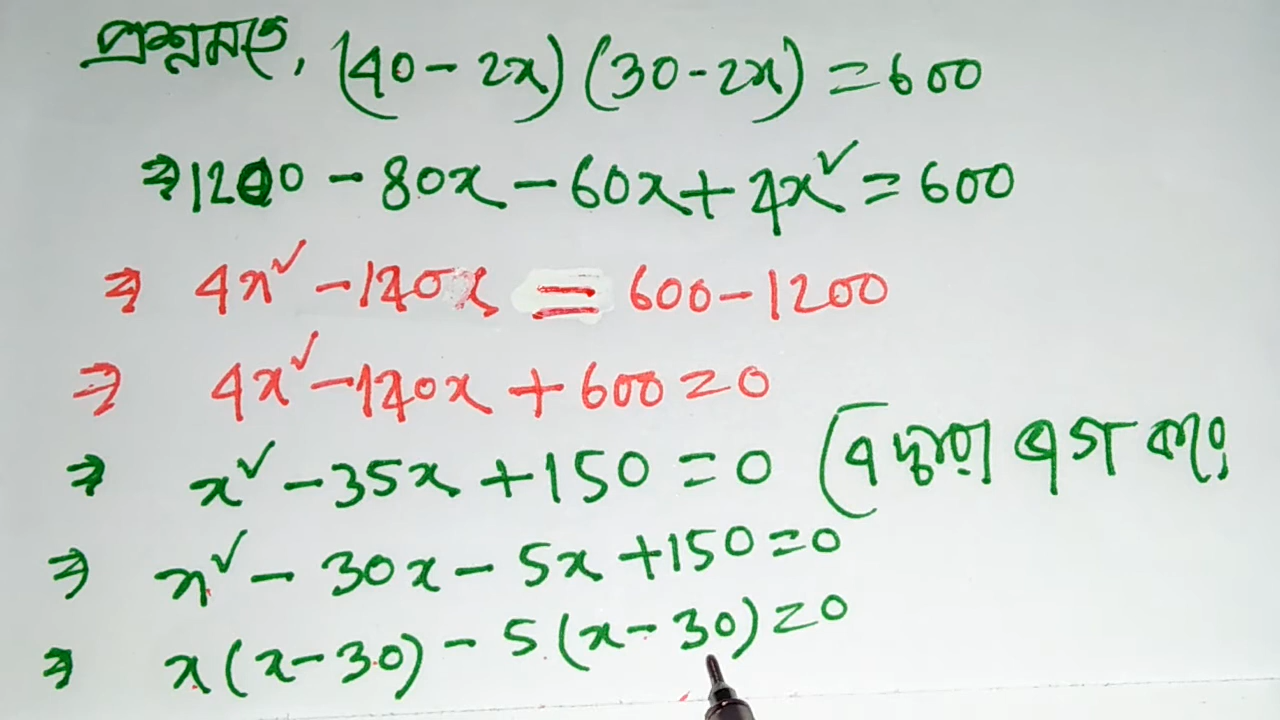 প্রশ্নমতে, (40 - 2x) (30 - 2x) = 600
⇒ 1200 - 80x - 60x + 4x² = 600
⇒ 4x² - 140x = 600 - 1200
⇒ 4x² - 140x + 600 = 0
⇒ x² - 35x + 150 = 0 (৪ দ্বারা ভাগ করে
⇒ x² - 30x - 5x + 150 = 0
⇒ x(x - 30) - 5(x - 30) = 0